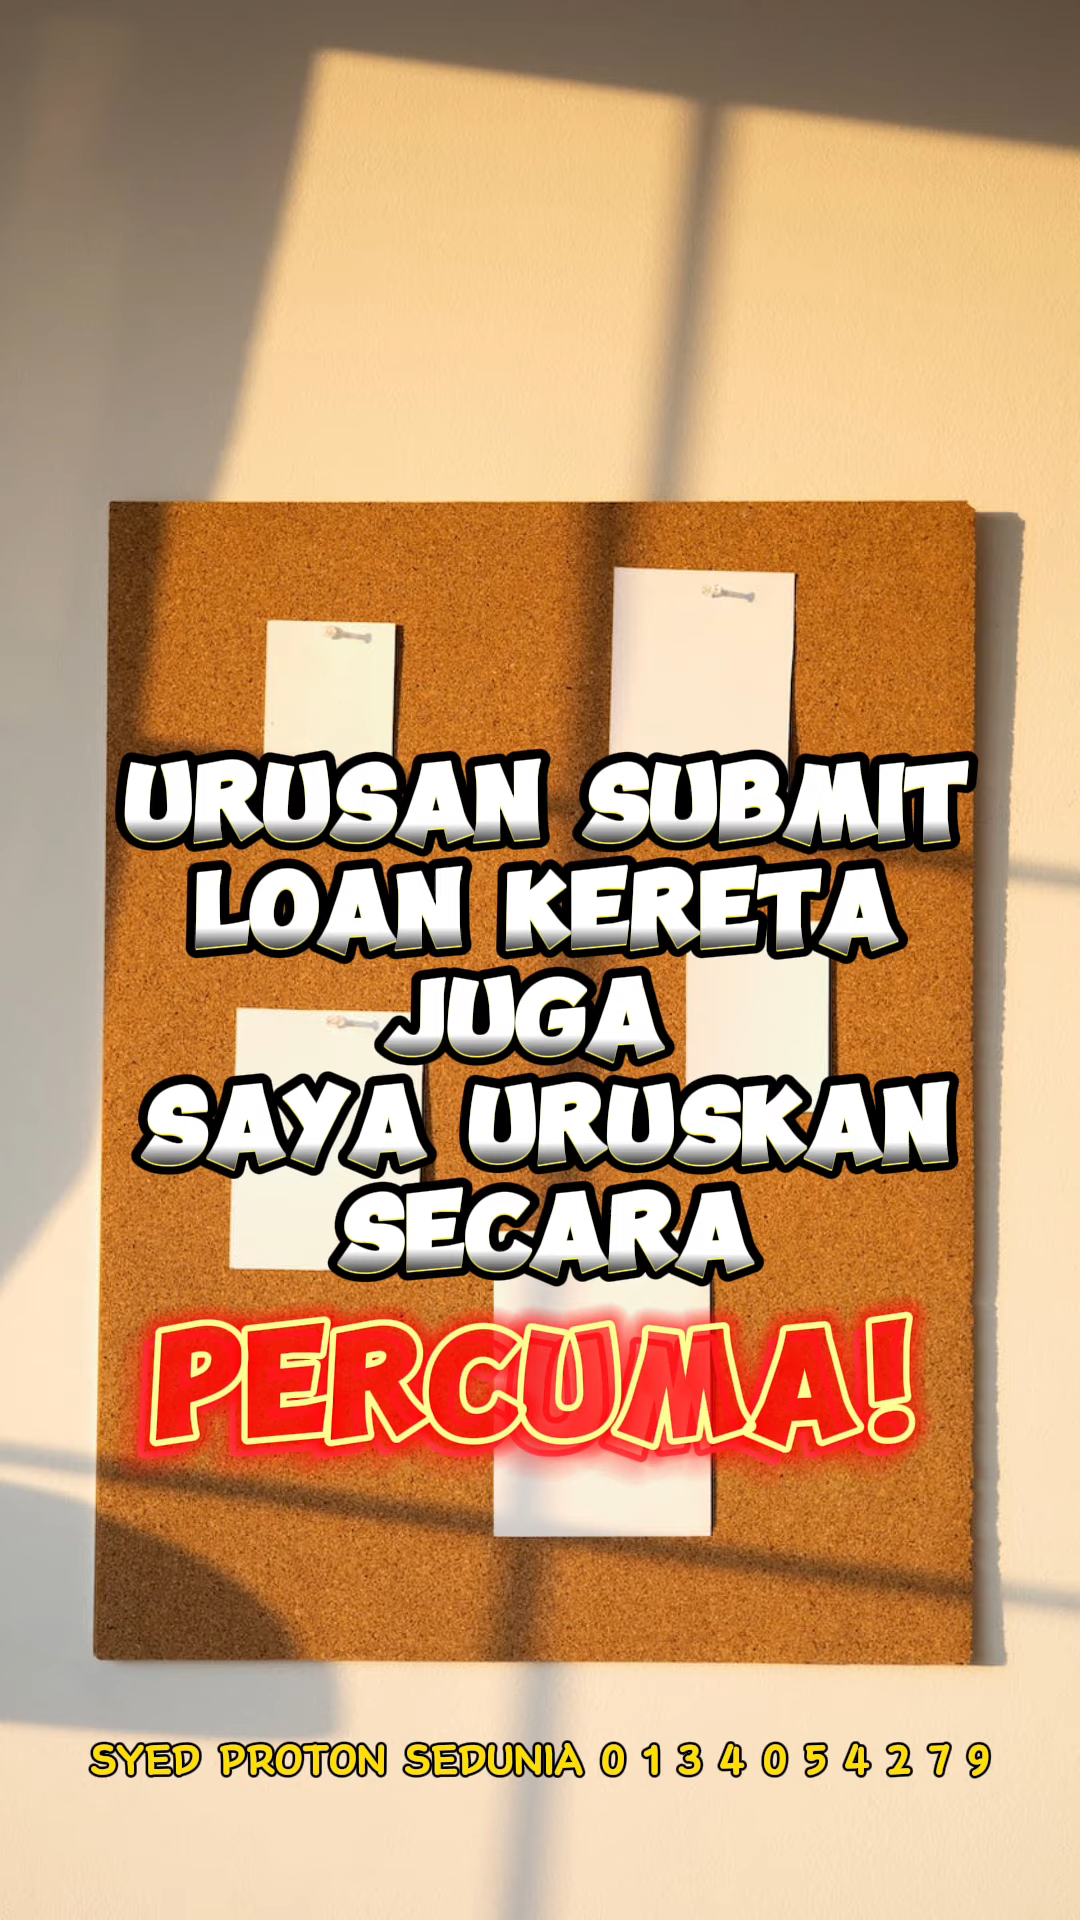 URUSAN SUBMIT
LOAN KERETA
JUGA
SAYA URUSKAN
SECARA
PERCUMA!
SYED PROTON SEDUNIA 0 1 3 4 0 5 4 2 7 9